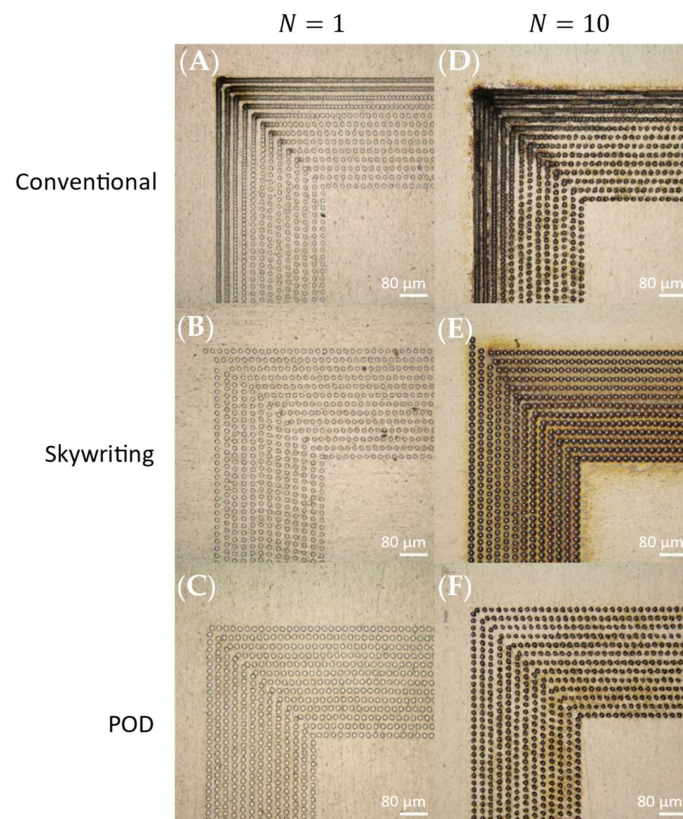 N = 1 N = 10
Conventional
(A) (D)
80 μm 80 μm
Skywriting
(B) (E)
80 μm 80 μm
POD
(C) (F)
80 μm 80 μm